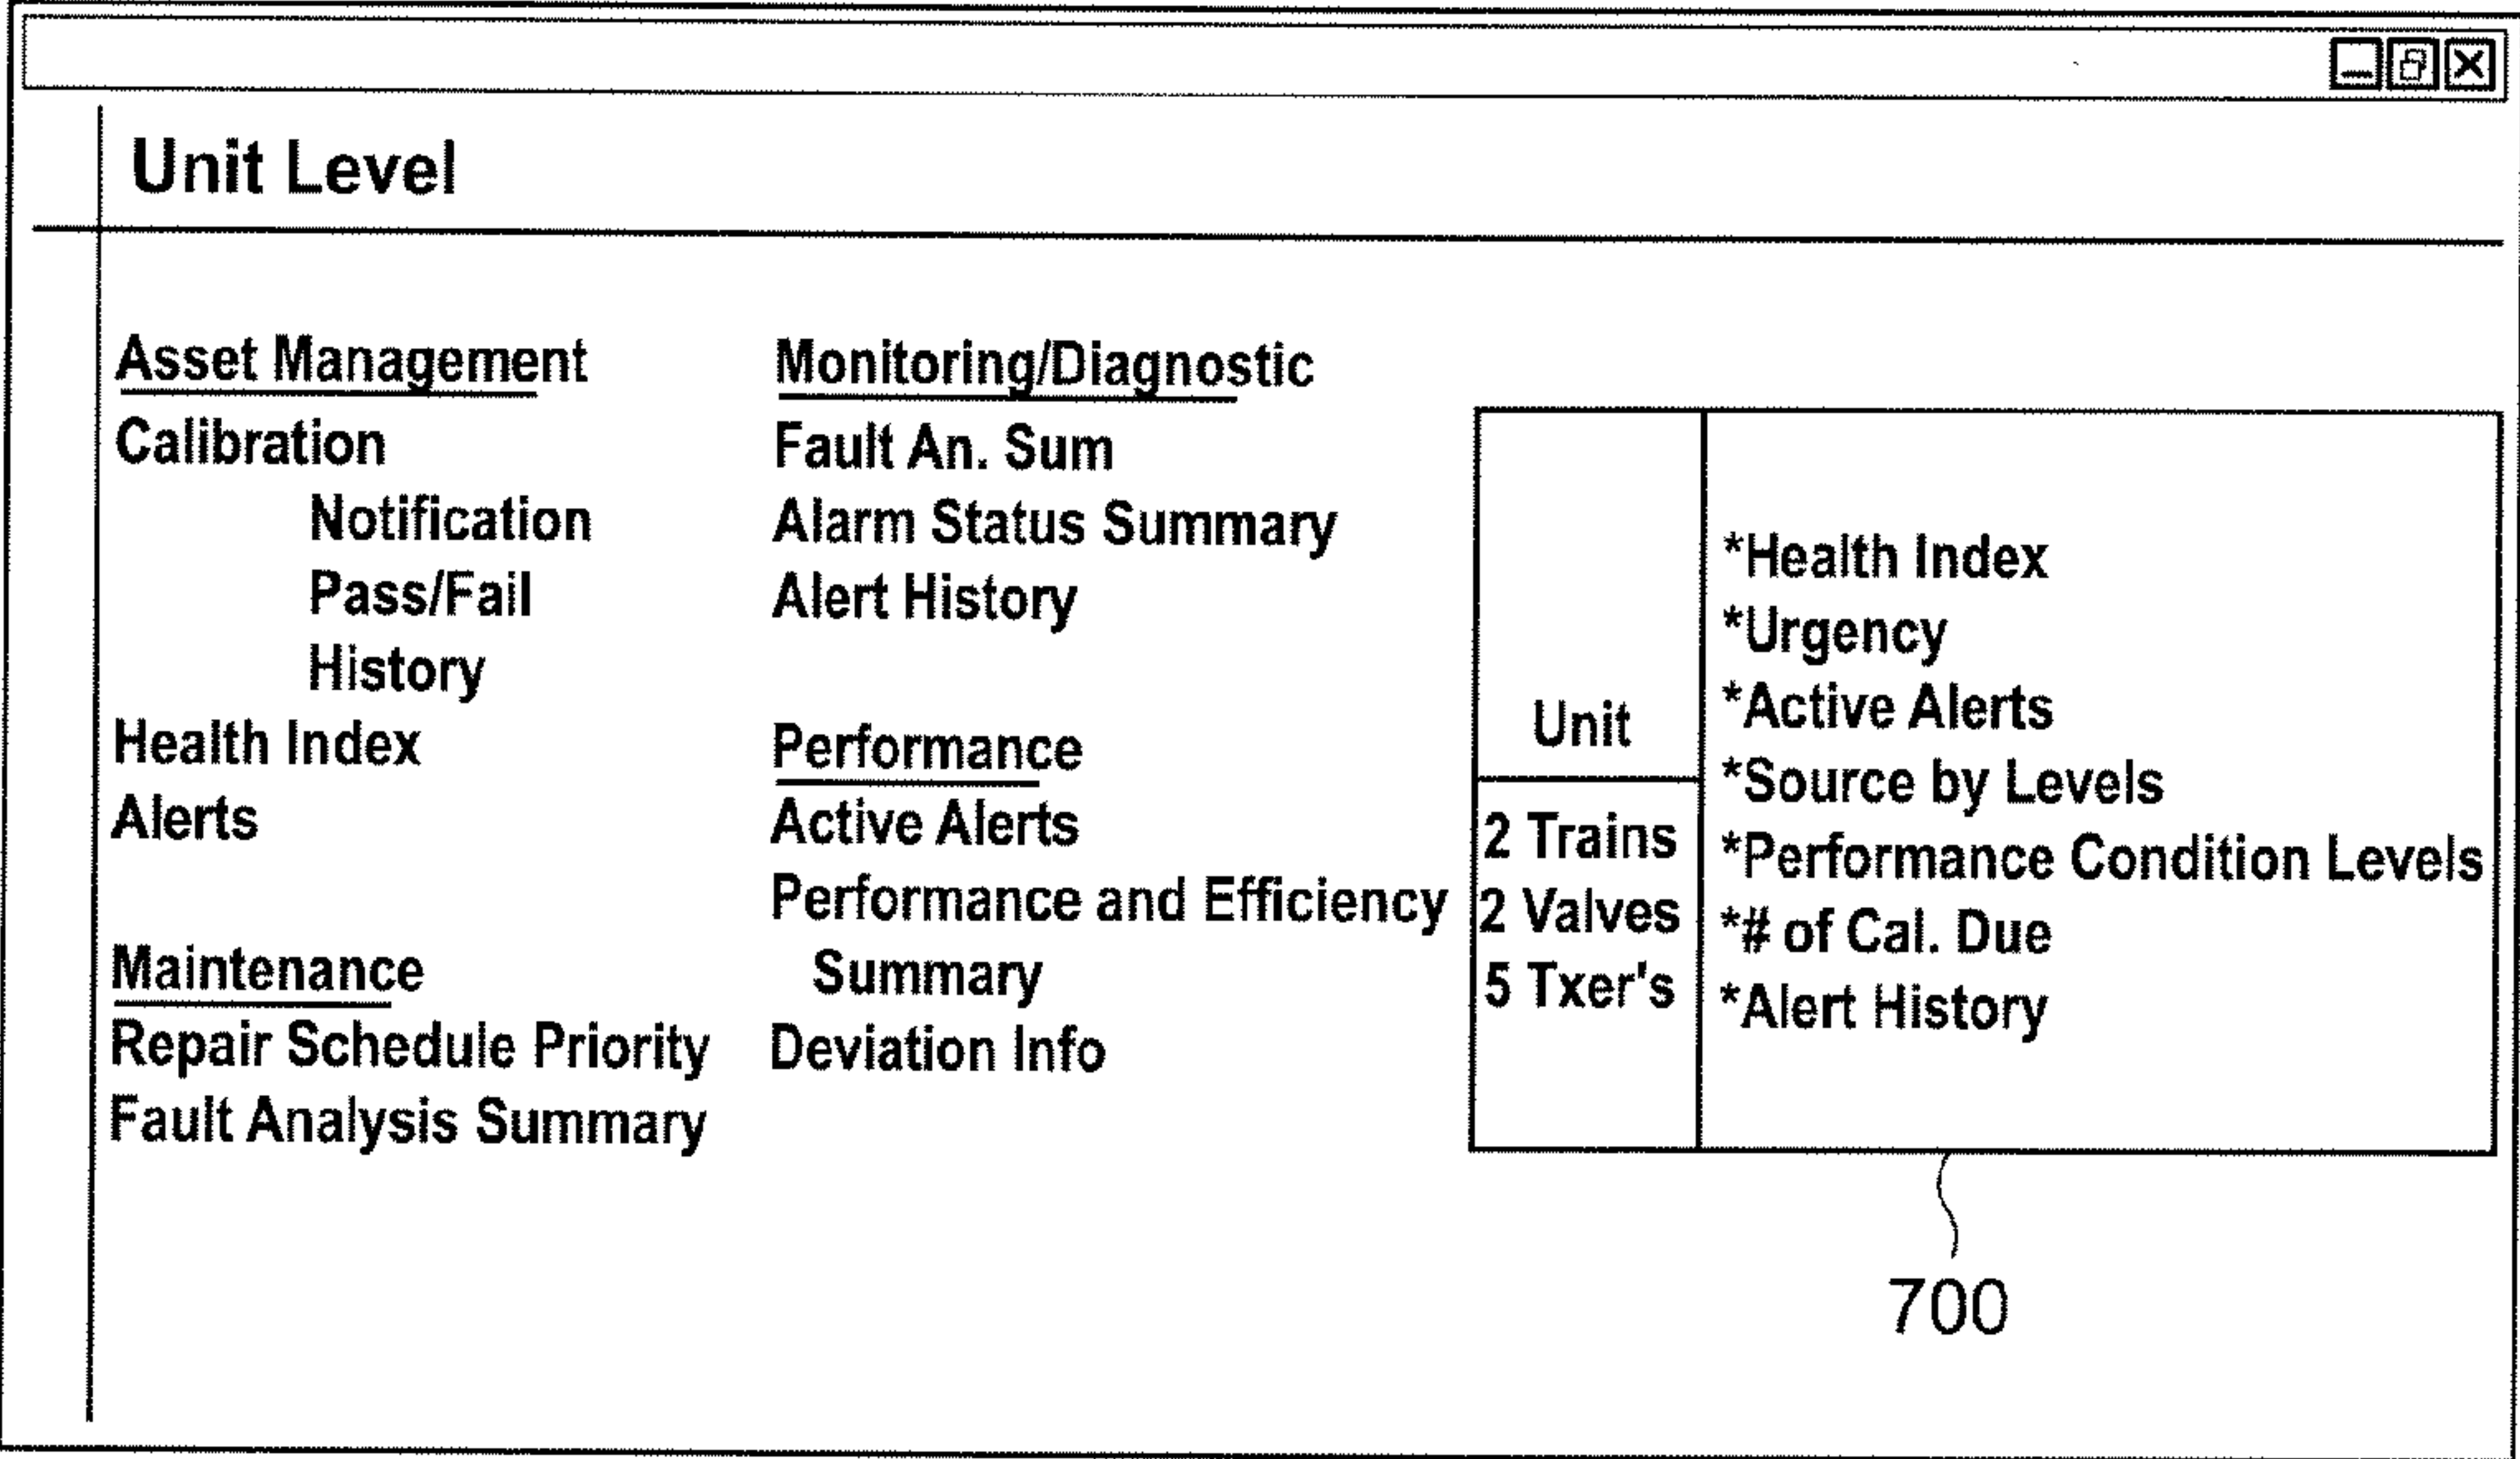 Unit Level
Asset Management
Calibration
Notification
Pass/Fail
History
Health Index
Alerts
Maintenance
Repair Schedule Priority
Fault Analysis Summary
Monitoring/Diagnostic
Fault An. Sum
Alarm Status Summary
Alert History
Performance
Active Alerts
Performance and Efficiency
Summary
Deviation Info
Unit
2 Trains
2 Valves
5 Txer's
*Health Index
*Urgency
*Active Alerts
*Source by Levels
*Performance Condition Levels
*# of Cal. Due
*Alert History
700